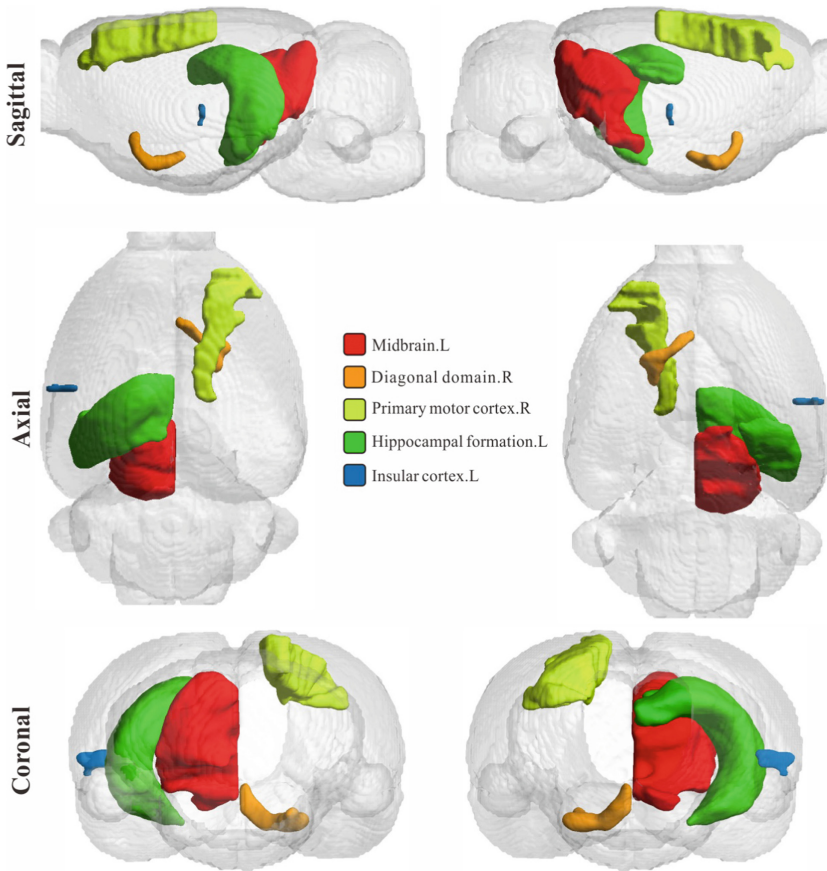 Sagittal
Axial
Midbrain.L
Diagonal domain.R
Primary motor cortex.R
Hippocampal formation.L
Insular cortex.L
Coronal